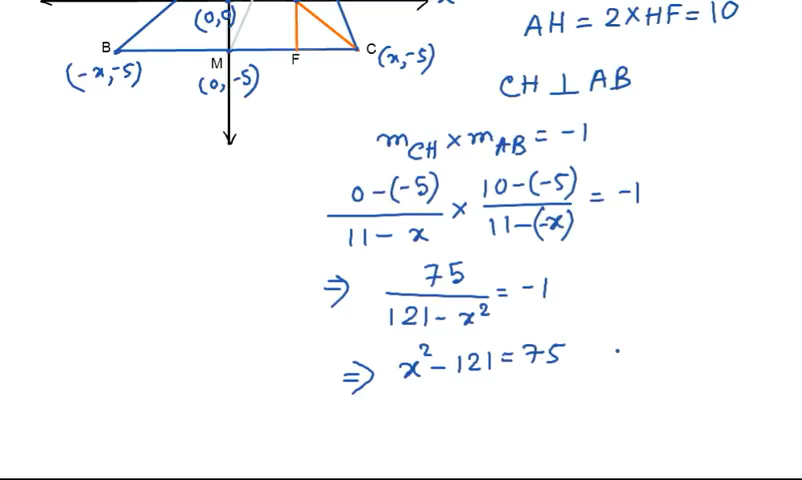 x
(0,0)
AH = 2×HF = 10
B
M
F
C (x,-5)
(-x,-5)
(0,-5)
CH ⊥ AB
m_CH × m_AB = -1
0-(-5)/11-x × 10-(-5)/11-(-x) = -1
⇒ 75/121-x² = -1
⇒ x²-121 = 75